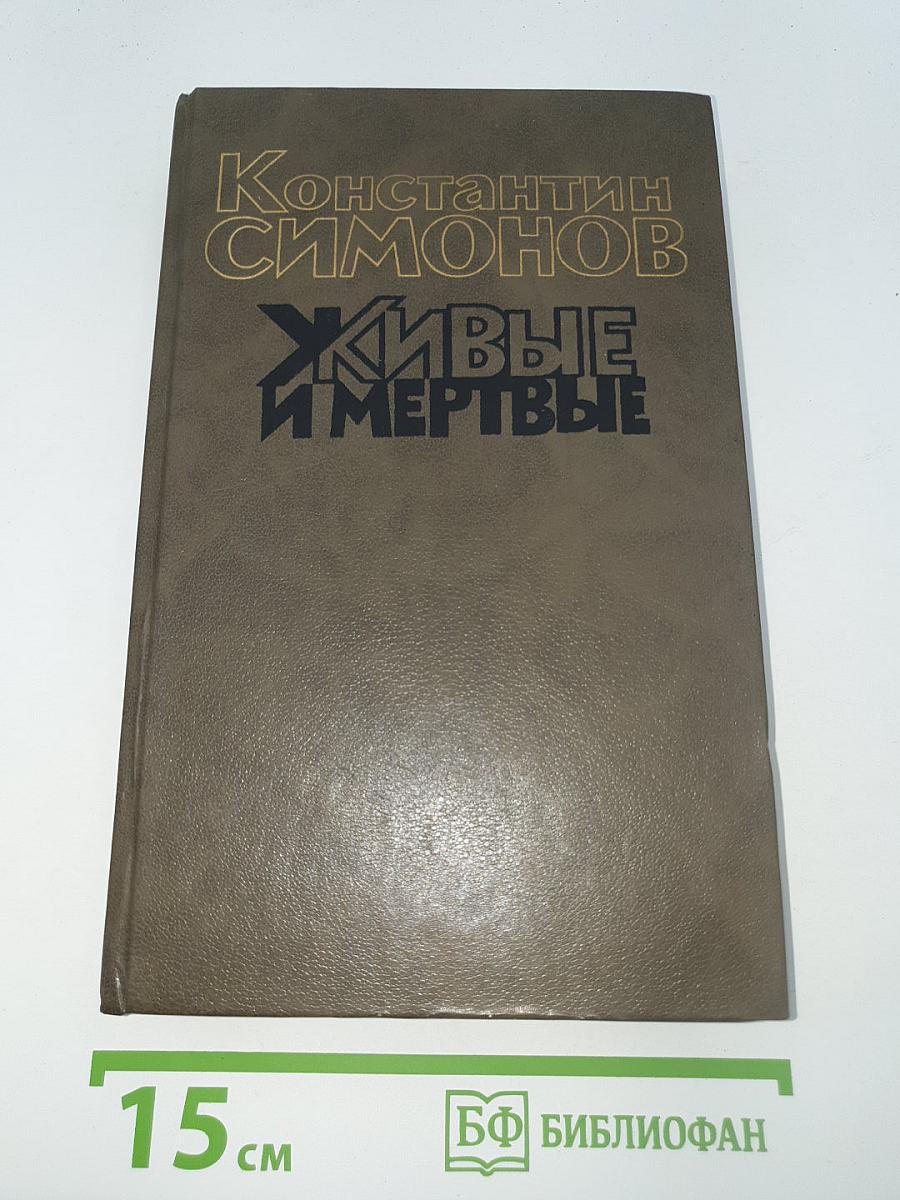 Константин
СИМОНОВ
ЖИВЫЕ
И МЕРТВЫЕ
15 см
БФ БИБЛИОФАН